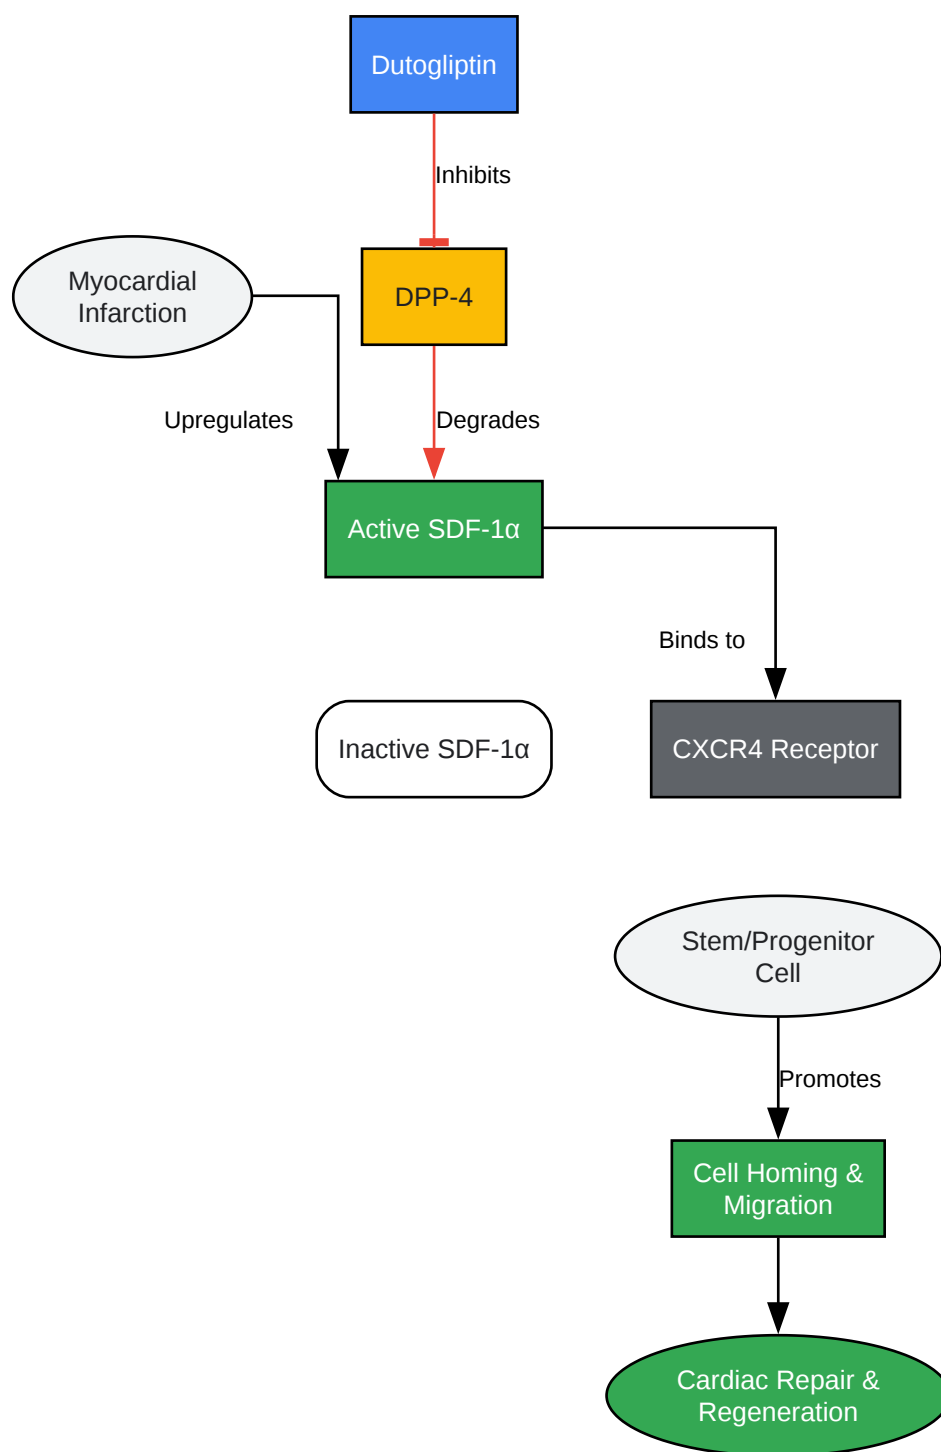 Dutogliptin
Inhibits
Myocardial
Infarction
DPP-4
Upregulates
Degrades
Active SDF-1α
Binds to
Inactive SDF-1α
CXCR4 Receptor
Stem/Progenitor
Cell
Promotes
Cell Homing &
Migration
Cardiac Repair &
Regeneration